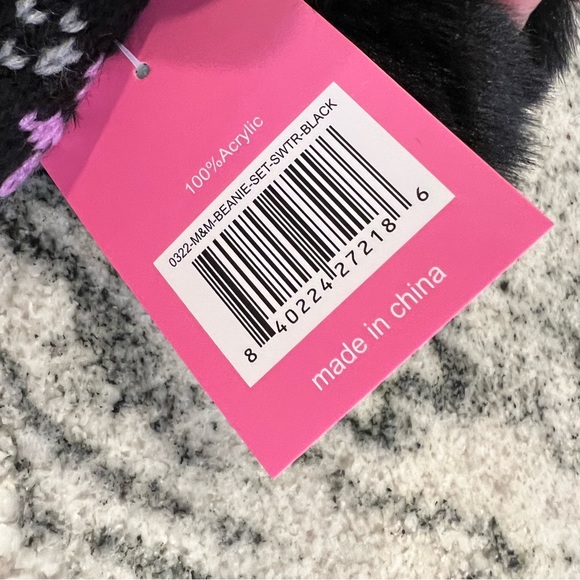 100%Acrylic
0322-M&M-BEANIE-SET-SWTR-BLACK
8 40224 27218 6
made in china